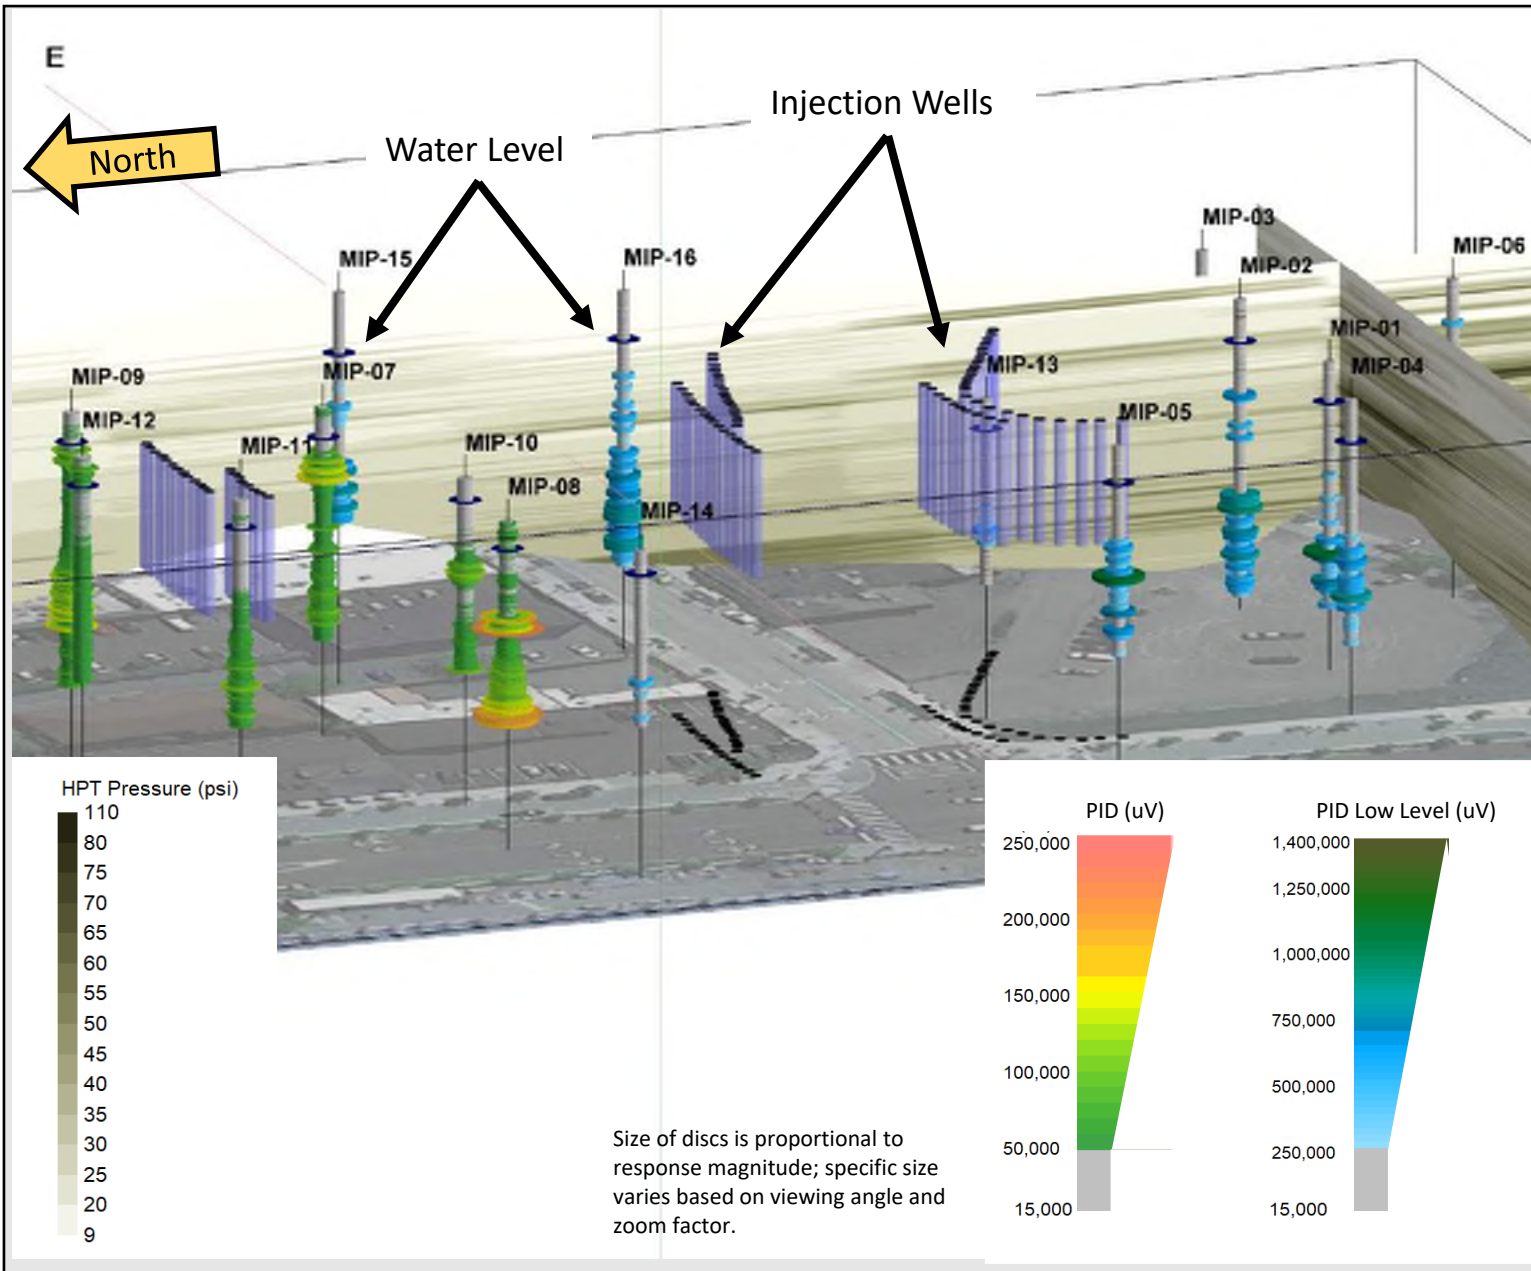 E
North
Water Level
Injection Wells
MIP-03
MIP-06
MIP-15
MIP-16
MIP-02
MIP-01
MIP-09
MIP-07
MIP-13
MIP-04
MIP-12
MIP-11
MIP-10
MIP-05
MIP-08
MIP-14
HPT Pressure (psi)
110
80
75
70
65
60
55
50
45
40
35
30
25
20
9
Size of discs is proportional to
response magnitude; specific size
varies based on viewing angle and
zoom factor.
PID (uV)
250,000
200,000
150,000
100,000
50,000
15,000
PID Low Level (uV)
1,400,000
1,250,000
1,000,000
750,000
500,000
250,000
15,000